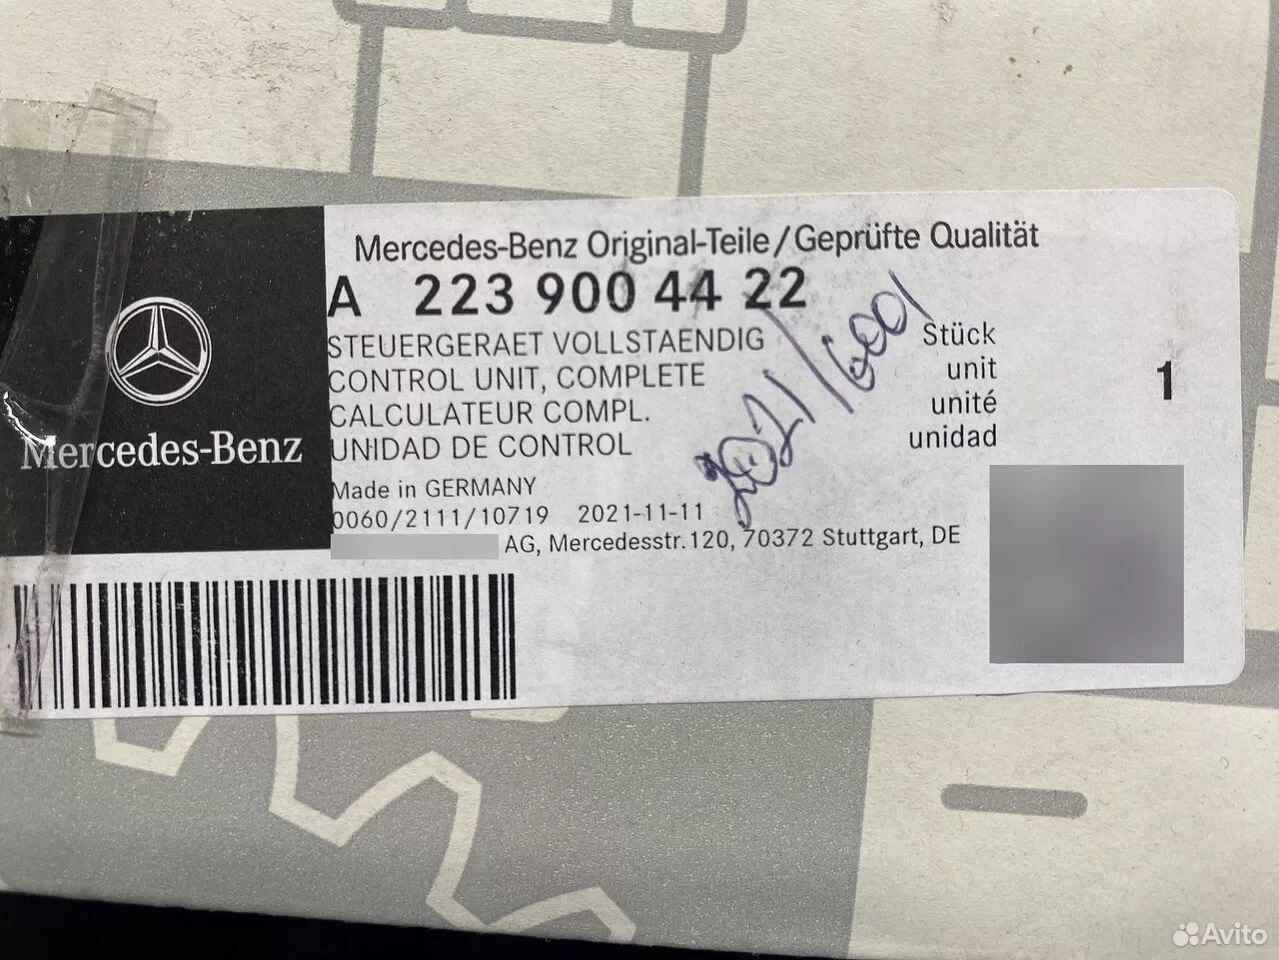 Mercedes-Benz Original-Teile/Geprüfte Qualität
A 223 900 44 22
STEUERGERAET VOLLSTAENDIG
CONTROL UNIT, COMPLETE
CALCULATEUR COMPL.
UNIDAD DE CONTROL
Stück
unit
unité
unidad
1
2021/6001
Mercedes-Benz
Made in GERMANY
0060/2111/10719 2021-11-11
AG, Mercedesstr.120, 70372 Stuttgart, DE
Avito